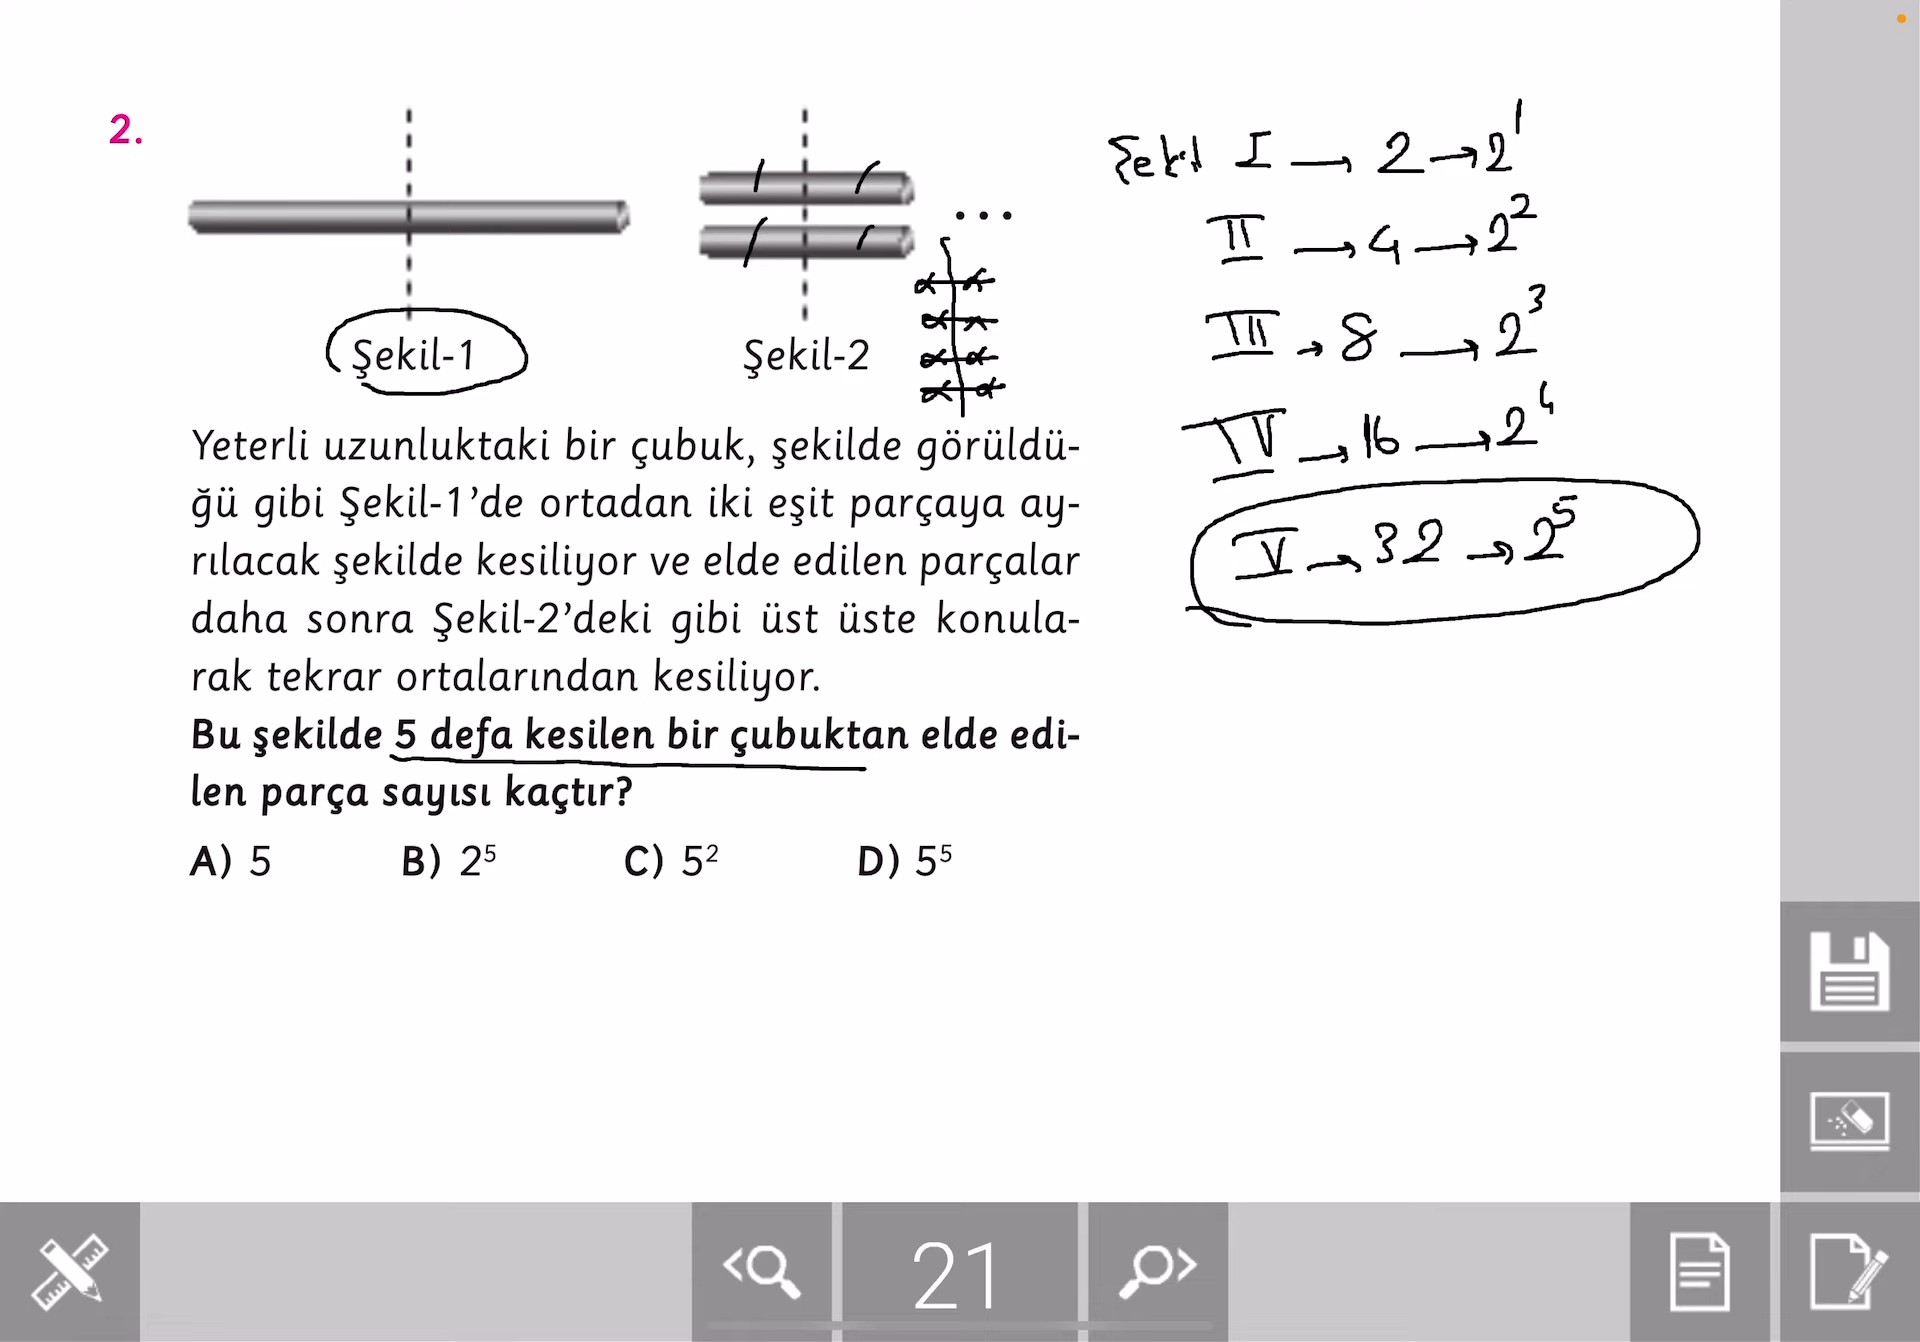 2.
Şekil-1
Şekil-2
...
Yeterli uzunluktaki bir çubuk, şekilde görüldü-
ğü gibi Şekil-1’de ortadan iki eşit parçaya ay-
rılacak şekilde kesiliyor ve elde edilen parçalar
daha sonra Şekil-2’deki gibi üst üste konula-
rak tekrar ortalarından kesiliyor.
Bu şekilde 5 defa kesilen bir çubuktan elde edi-
len parça sayısı kaçtır?
A) 5 B) 2⁵ C) 5² D) 5⁵
Şekil I → 2 → 2¹
II → 4 → 2²
III → 8 → 2³
IV → 16 → 2⁴
V → 32 → 2⁵
21